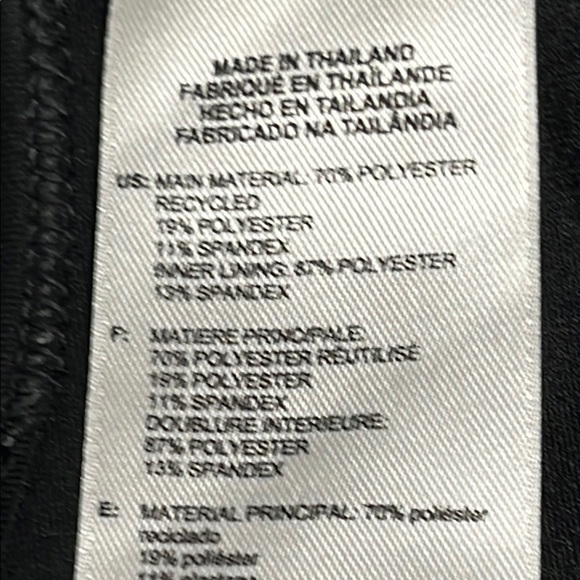 MADE IN THAILAND
FABRIQUÉ EN THAÏLANDE
HECHO EN TAILANDIA
FABRICADO NA TAILÂNDIA
US: MAIN MATERIAL: 70% POLYESTER
RECYCLED
19% POLYESTER
11% SPANDEX
INNER LINING: 87% POLYESTER
13% SPANDEX
F: MATIERE PRINCIPALE:
70% POLYESTER RÉUTILISÉ
19% POLYESTER
11% SPANDEX
DOUBLURE INTERIEURE:
87% POLYESTER
13% SPANDEX
E: MATERIAL PRINCIPAL: 70% poliéster
reciclado
19% poliéster